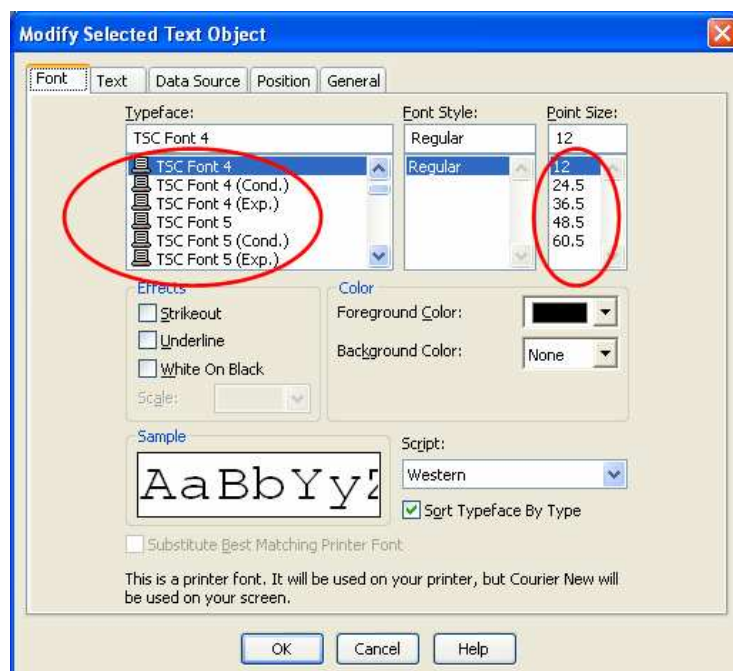 Modify Selected Text Object
Font Text Data Source Position General
Typeface: Font Style: Point Size:
TSC Font 4 Regular 12
TSC Font 4 Regular 12
TSC Font 4 (Cond.) 24.5
TSC Font 4 (Exp.) 36.5
TSC Font 5 48.5
TSC Font 5 (Cond.) 60.5
TSC Font 5 (Exp.)
Effects Color
Strikeout Foreground Color:
Underline
Background Color: None
White On Black
Scale:
Sample Script:
AaBbYyZ Western
Sort Typeface By Type
Substitute Best Matching Printer Font
This is a printer font. It will be used on your printer, but Courier New will
be used on your screen.
OK Cancel Help